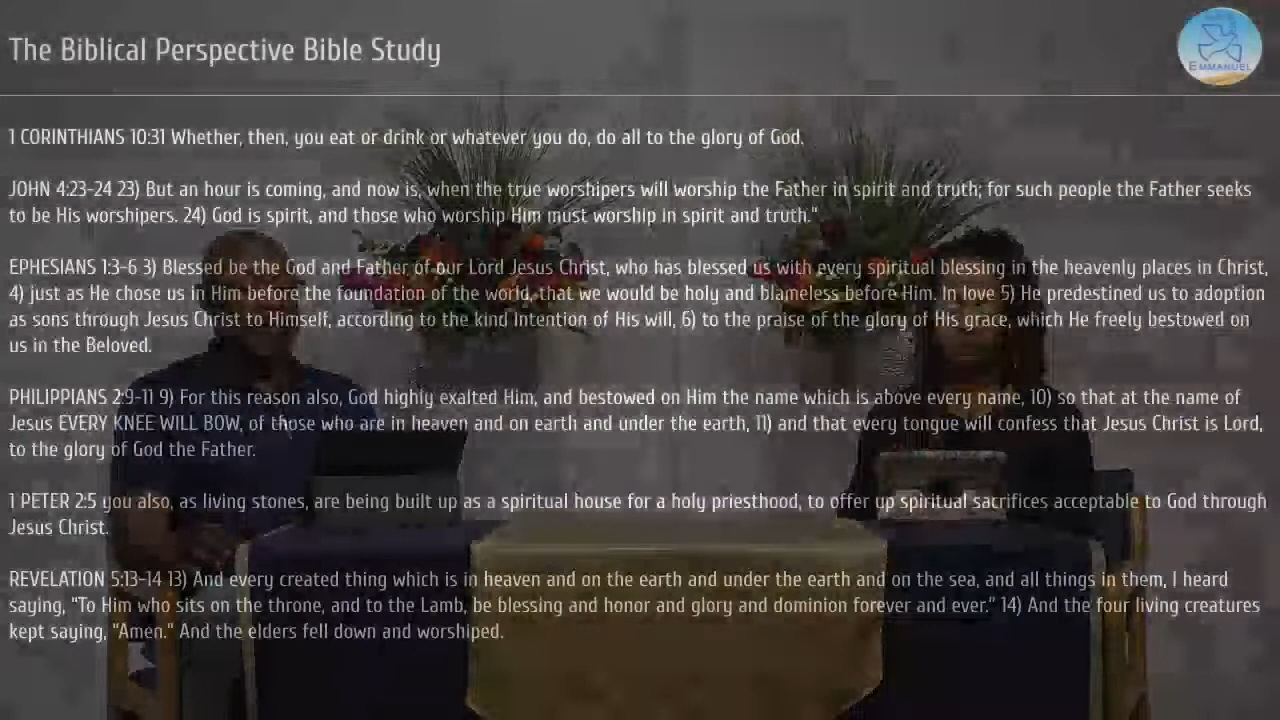 The Biblical Perspective Bible Study
EMMANUEL
1 CORINTHIANS 10:31 Whether, then, you eat or drink or whatever you do, do all to the glory of God.
JOHN 4:23-24 23) But an hour is coming, and now is, when the true worshipers will worship the Father in spirit and truth; for such people the Father seeks
to be His worshipers. 24) God is spirit, and those who worship Him must worship in spirit and truth."
EPHESIANS 1:3-6 3) Blessed be the God and Father of our Lord Jesus Christ, who has blessed us with every spiritual blessing in the heavenly places in Christ,
4) just as He chose us in Him before the foundation of the world, that we would be holy and blameless before Him. In love 5) He predestined us to adoption
as sons through Jesus Christ to Himself, according to the kind intention of His will, 6) to the praise of the glory of His grace, which He freely bestowed on
us in the Beloved.
PHILIPPIANS 2:9-11 9) For this reason also, God highly exalted Him, and bestowed on Him the name which is above every name, 10) so that at the name of
Jesus EVERY KNEE WILL BOW, of those who are in heaven and on earth and under the earth, 11) and that every tongue will confess that Jesus Christ is Lord,
to the glory of God the Father.
1 PETER 2:5 you also, as living stones, are being built up as a spiritual house for a holy priesthood, to offer up spiritual sacrifices acceptable to God through
Jesus Christ.
REVELATION 5:13-14 13) And every created thing which is in heaven and on the earth and under the earth and on the sea, and all things in them, I heard
saying, "To Him who sits on the throne, and to the Lamb, be blessing and honor and glory and dominion forever and ever." 14) And the four living creatures
kept saying, "Amen." And the elders fell down and worshiped.